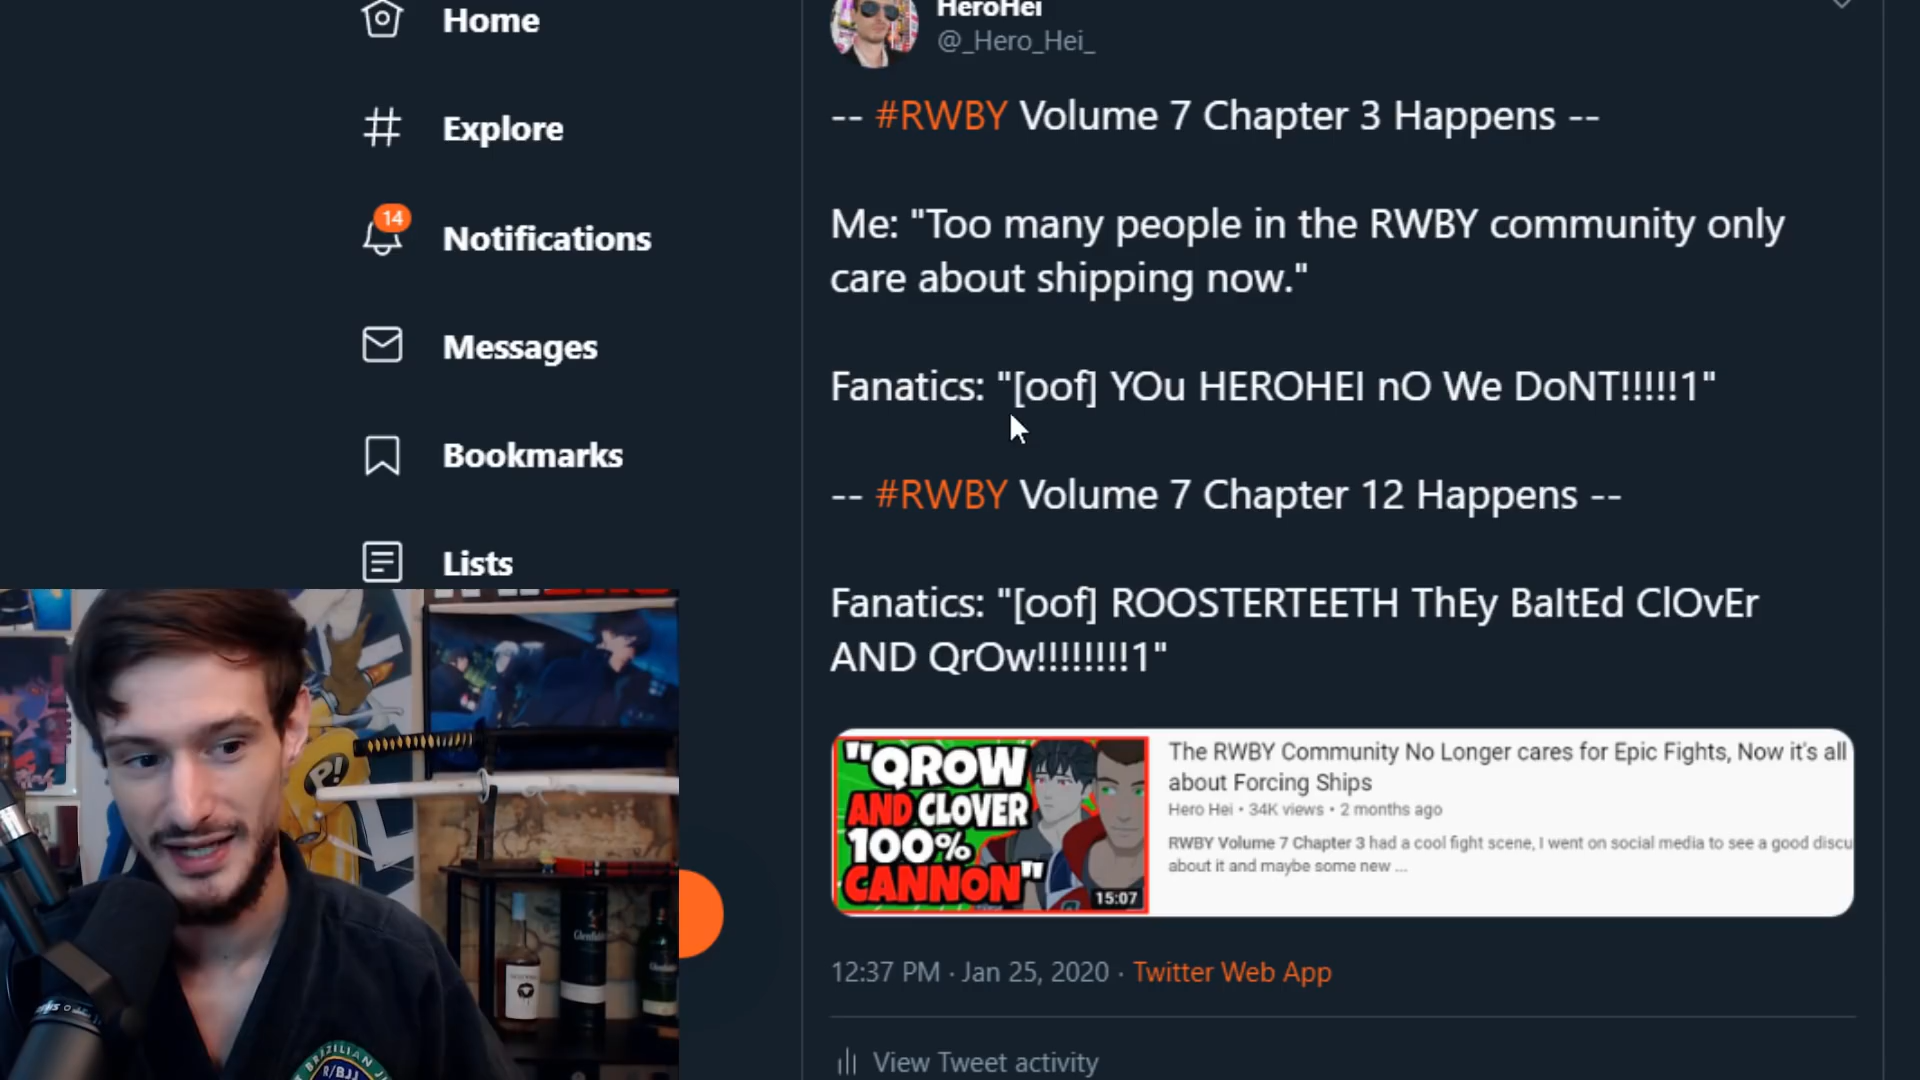 Home
Explore
14
Notifications
Messages
Bookmarks
Lists
HeroHei
@_Hero_Hei_
-- #RWBY Volume 7 Chapter 3 Happens --
Me: "Too many people in the RWBY community only
care about shipping now."
Fanatics: "[oof] YOu HEROHEI nO We DoNT!!!!!1"
-- #RWBY Volume 7 Chapter 12 Happens --
Fanatics: "[oof] ROOSTERTEETH ThEy BaItEd ClOvEr
AND QrOw!!!!!!!!1"
"QROW
AND CLOVER
100%
CANNON"
15:07
The RWBY Community No Longer cares for Epic Fights, Now it's all
about Forcing Ships
Hero Hei • 34K views • 2 months ago
RWBY Volume 7 Chapter 3 had a cool fight scene, I went on social media to see a good discu
about it and maybe some new ...
12:37 PM · Jan 25, 2020 · Twitter Web App
View Tweet activity
P!
Glenfiddich
R/BJJ